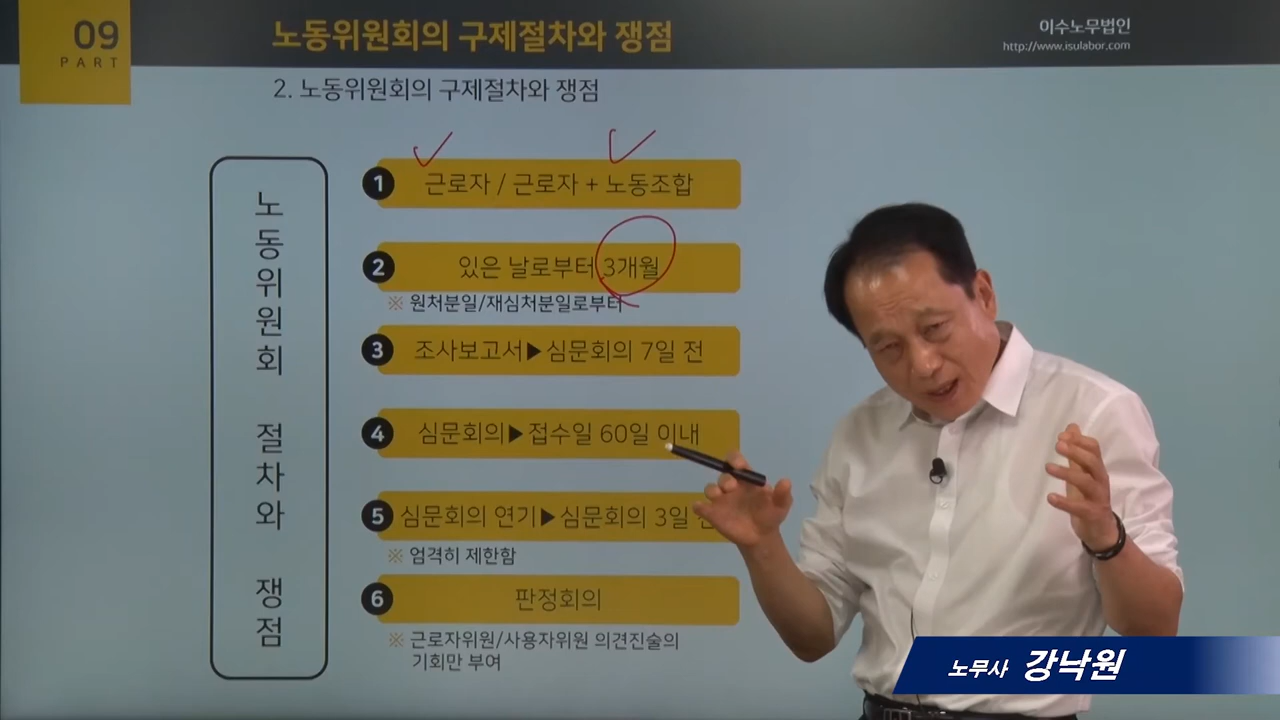 09
PART
노동위원회의 구제절차와 쟁점
이수노무법인
http://www.isulabor.com
2. 노동위원회의 구제절차와 쟁점
노동위원회 절차와 쟁점
1 근로자 / 근로자 + 노동조합
2 있은 날로부터 3개월
※ 원처분일/재심처분일로부터
3 조사보고서▶심문회의 7일 전
4 심문회의▶접수일 60일 이내
5 심문회의 연기▶심문회의 3일
※ 엄격히 제한함
6 판정회의
※ 근로자위원/사용자위원 의견진술의
기회만 부여
노무사 강낙원